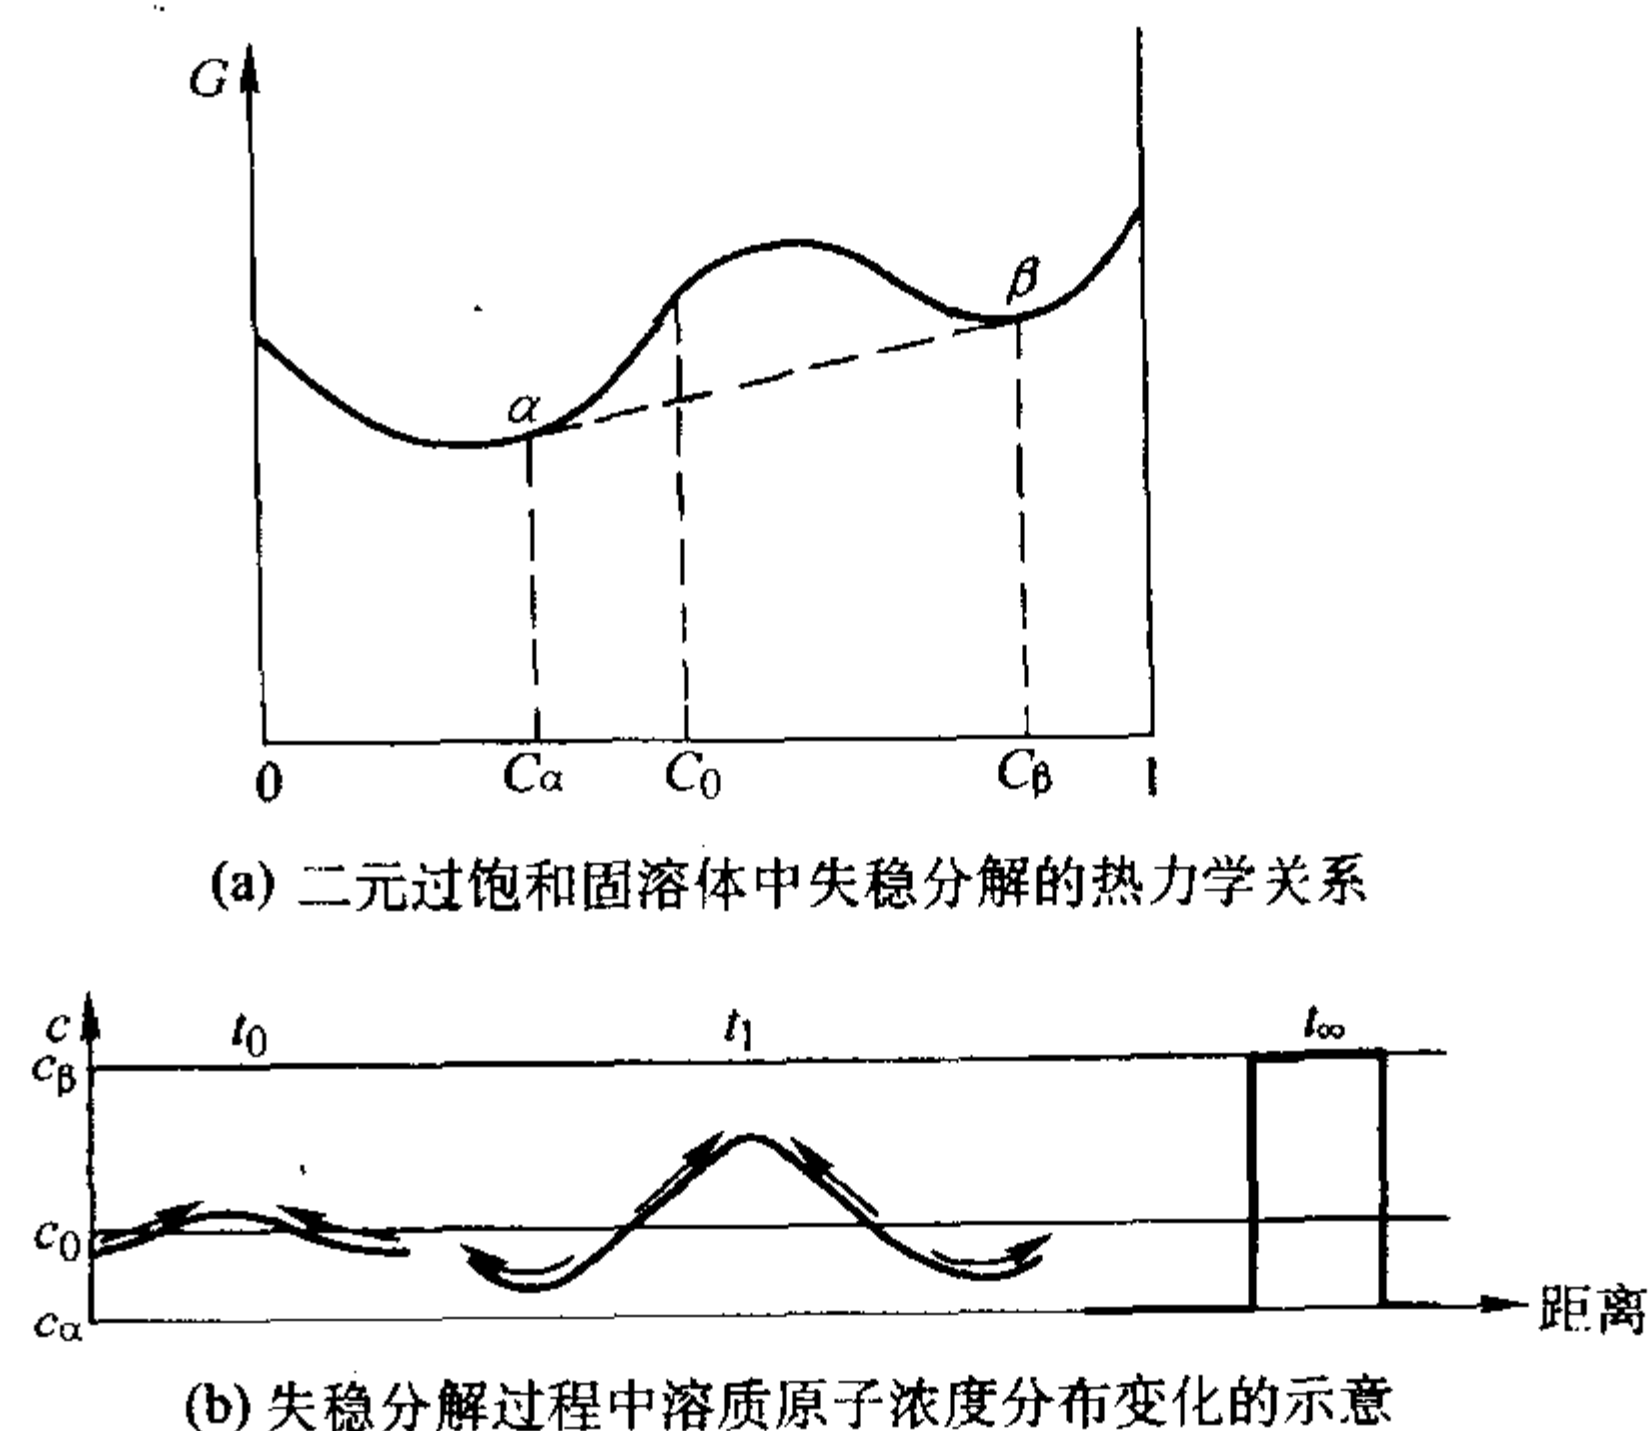 G
α
β
0 Cα C₀ Cβ 1
(a) 二元过饱和固溶体中失稳分解的热力学关系
c t₀ t₁ t∞
cβ
c₀
cα 距离
(b) 失稳分解过程中溶质原子浓度分布变化的示意